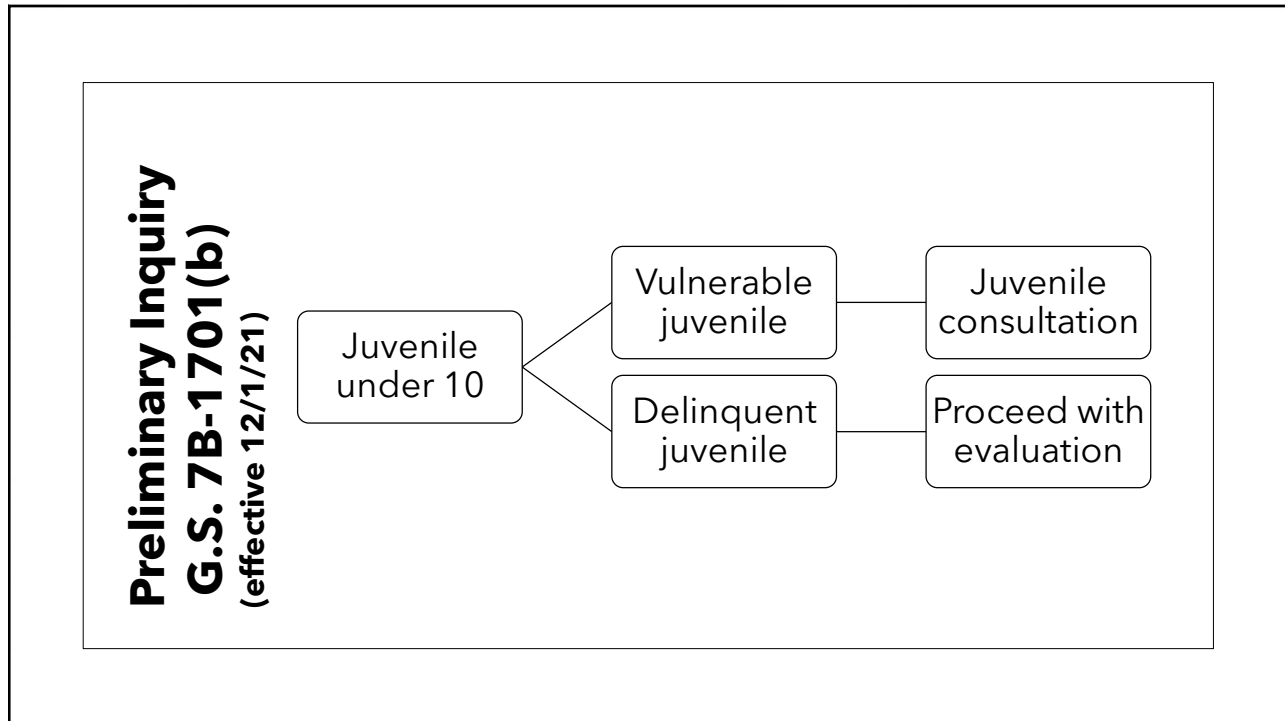 Preliminary Inquiry
G.S. 7B-1701(b)
(effective 12/1/21)
Juvenile
under 10
Vulnerable
juvenile
Juvenile
consultation
Delinquent
juvenile
Proceed with
evaluation